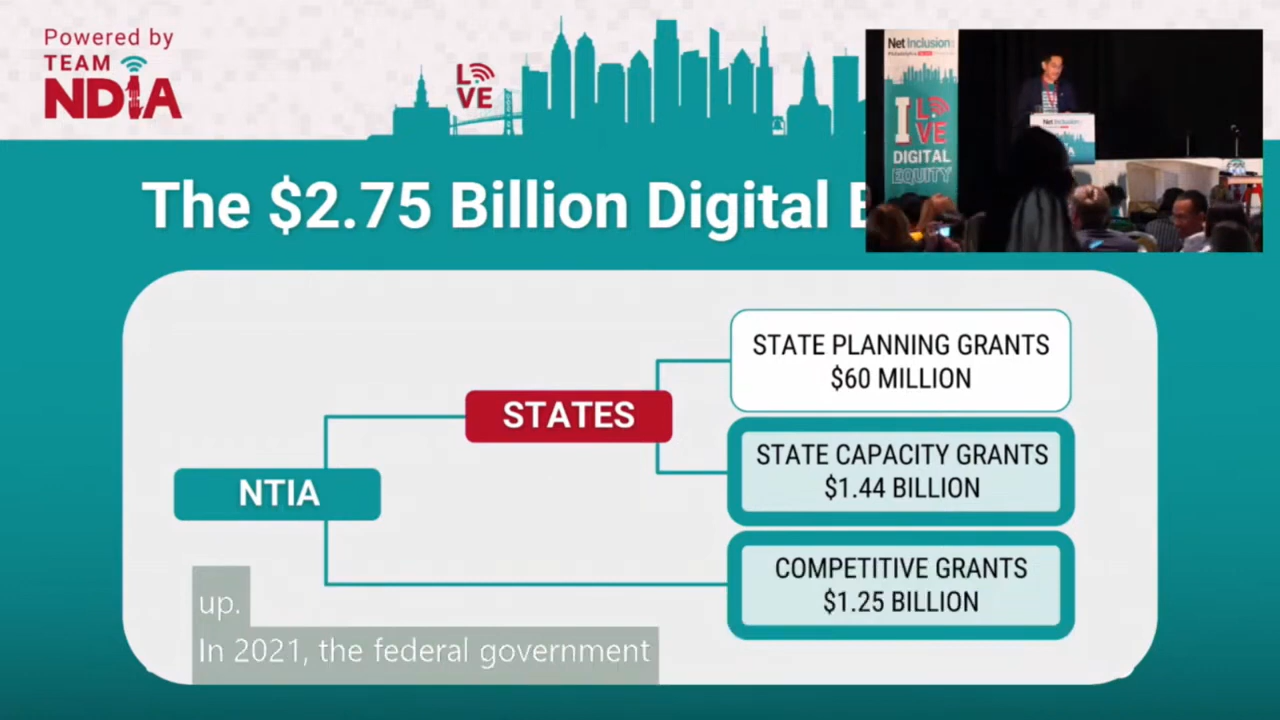 Powered by
TEAM
NDIA
LOVE
The $2.75 Billion Digital
Net Inclusion
I LOVE
DIGITAL
EQUITY
Net Inclusion
STATE PLANNING GRANTS
$60 MILLION
STATES
STATE CAPACITY GRANTS
$1.44 BILLION
NTIA
COMPETITIVE GRANTS
$1.25 BILLION
up.
In 2021, the federal government